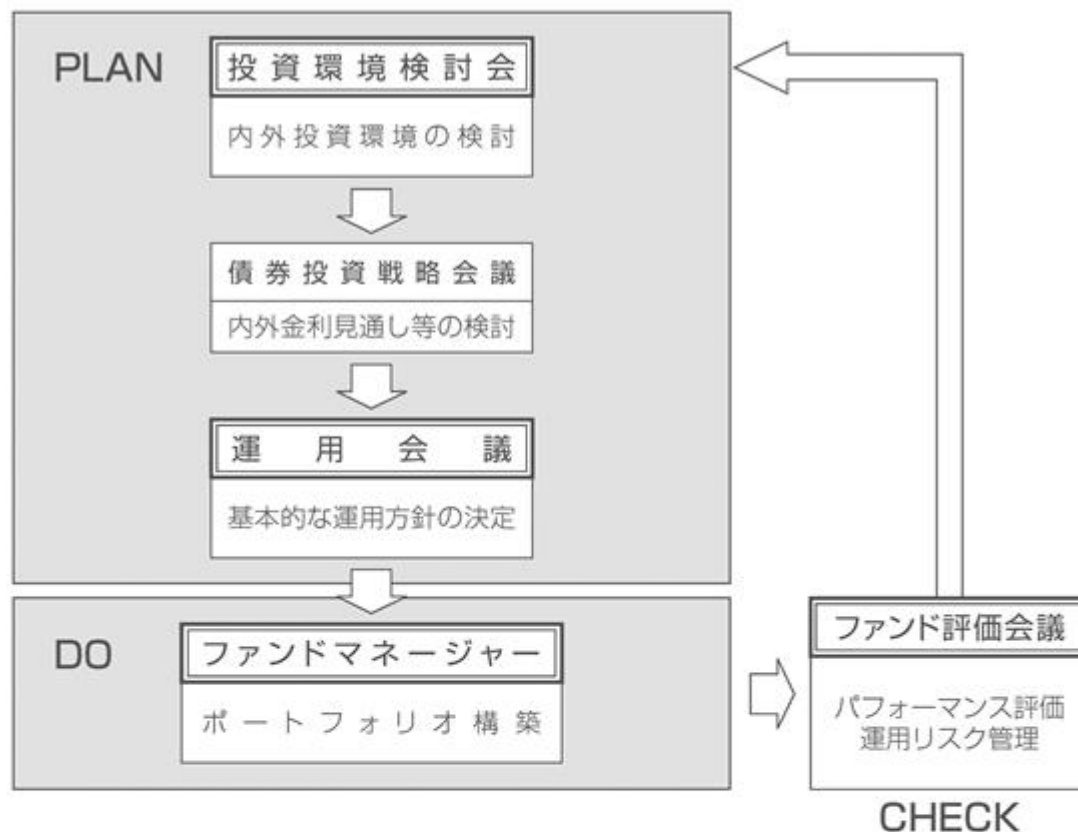 PLAN
投資環境検討会
内外投資環境の検討
債券投資戦略会議
内外金利見通し等の検討
運用会議
基本的な運用方針の決定
DO
ファンドマネージャー
ポートフォリオ構築
ファンド評価会議
パフォーマンス評価
運用リスク管理
CHECK